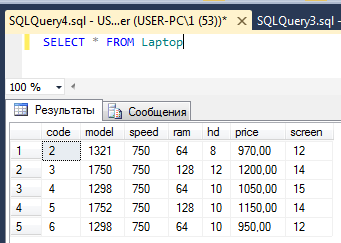 SQLQuery4.sql - US...er (USER-PC\1 (53))* SQLQuery3.sql -
SELECT * FROM Laptop
100 %
Результаты Сообщения
code model speed ram hd price screen
1 2 1321 750 64 8 970,00 12
2 3 1750 750 128 12 1200,00 14
3 4 1298 750 64 10 1050,00 15
4 5 1752 750 128 10 1150,00 14
5 6 1298 750 64 10 950,00 12